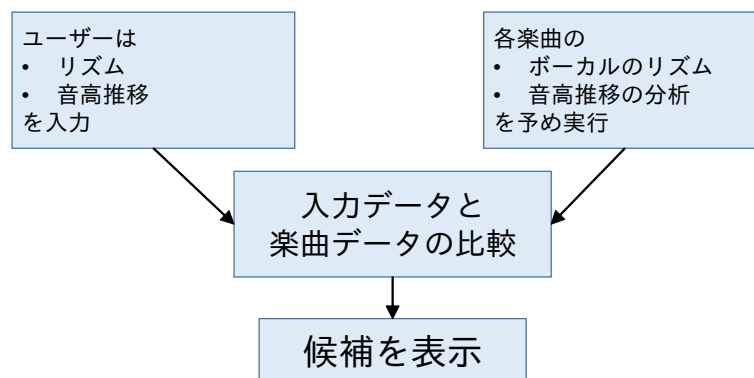 ユーザーは
• リズム
• 音高推移
を入力
各楽曲の
• ボーカルのリズム
• 音高推移の分析
を予め実行
入力データと
楽曲データの比較
候補を表示